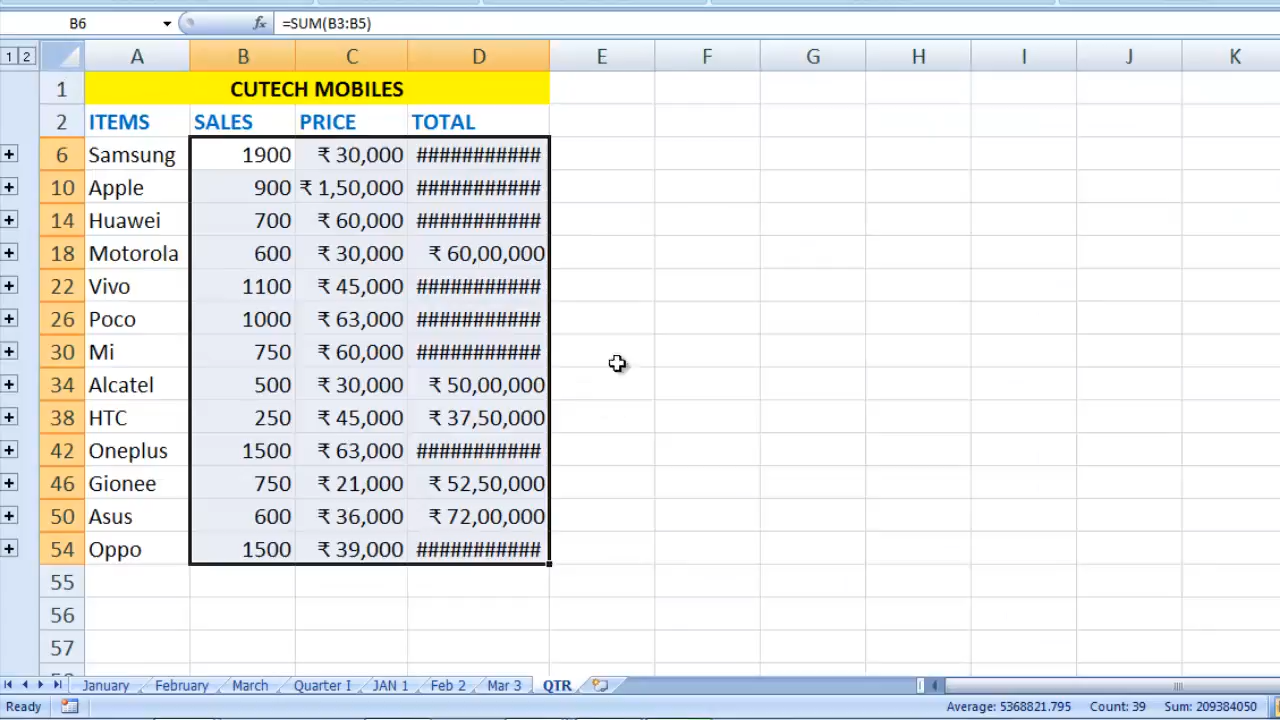 B6 fx =SUM(B3:B5)
1 2 A B C D E F G H I J K
1 CUTECH MOBILES
2 ITEMS SALES PRICE TOTAL
6 Samsung 1900 ₹ 30,000 ###########
10 Apple 900 ₹ 1,50,000 ###########
14 Huawei 700 ₹ 60,000 ###########
18 Motorola 600 ₹ 30,000 ₹ 60,00,000
22 Vivo 1100 ₹ 45,000 ###########
26 Poco 1000 ₹ 63,000 ###########
30 Mi 750 ₹ 60,000 ###########
34 Alcatel 500 ₹ 30,000 ₹ 50,00,000
38 HTC 250 ₹ 45,000 ₹ 37,50,000
42 Oneplus 1500 ₹ 63,000 ###########
46 Gionee 750 ₹ 21,000 ₹ 52,50,000
50 Asus 600 ₹ 36,000 ₹ 72,00,000
54 Oppo 1500 ₹ 39,000 ###########
55
56
57
January February March Quarter I JAN 1 Feb 2 Mar 3 QTR
Ready Average: 5368821.795 Count: 39 Sum: 209384050